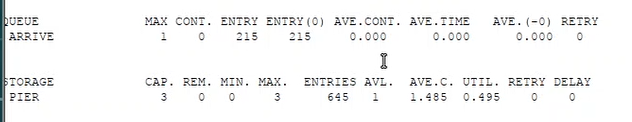 QUEUE MAX CONT. ENTRY ENTRY(0) AVE.CONT. AVE.TIME AVE.(-0) RETRY
ARRIVE 1 0 215 215 0.000 0.000 0.000 0
STORAGE CAP. REM. MIN. MAX. ENTRIES AVL. AVE.C. UTIL. RETRY DELAY
PIER 3 0 0 3 645 1 1.485 0.495 0 0